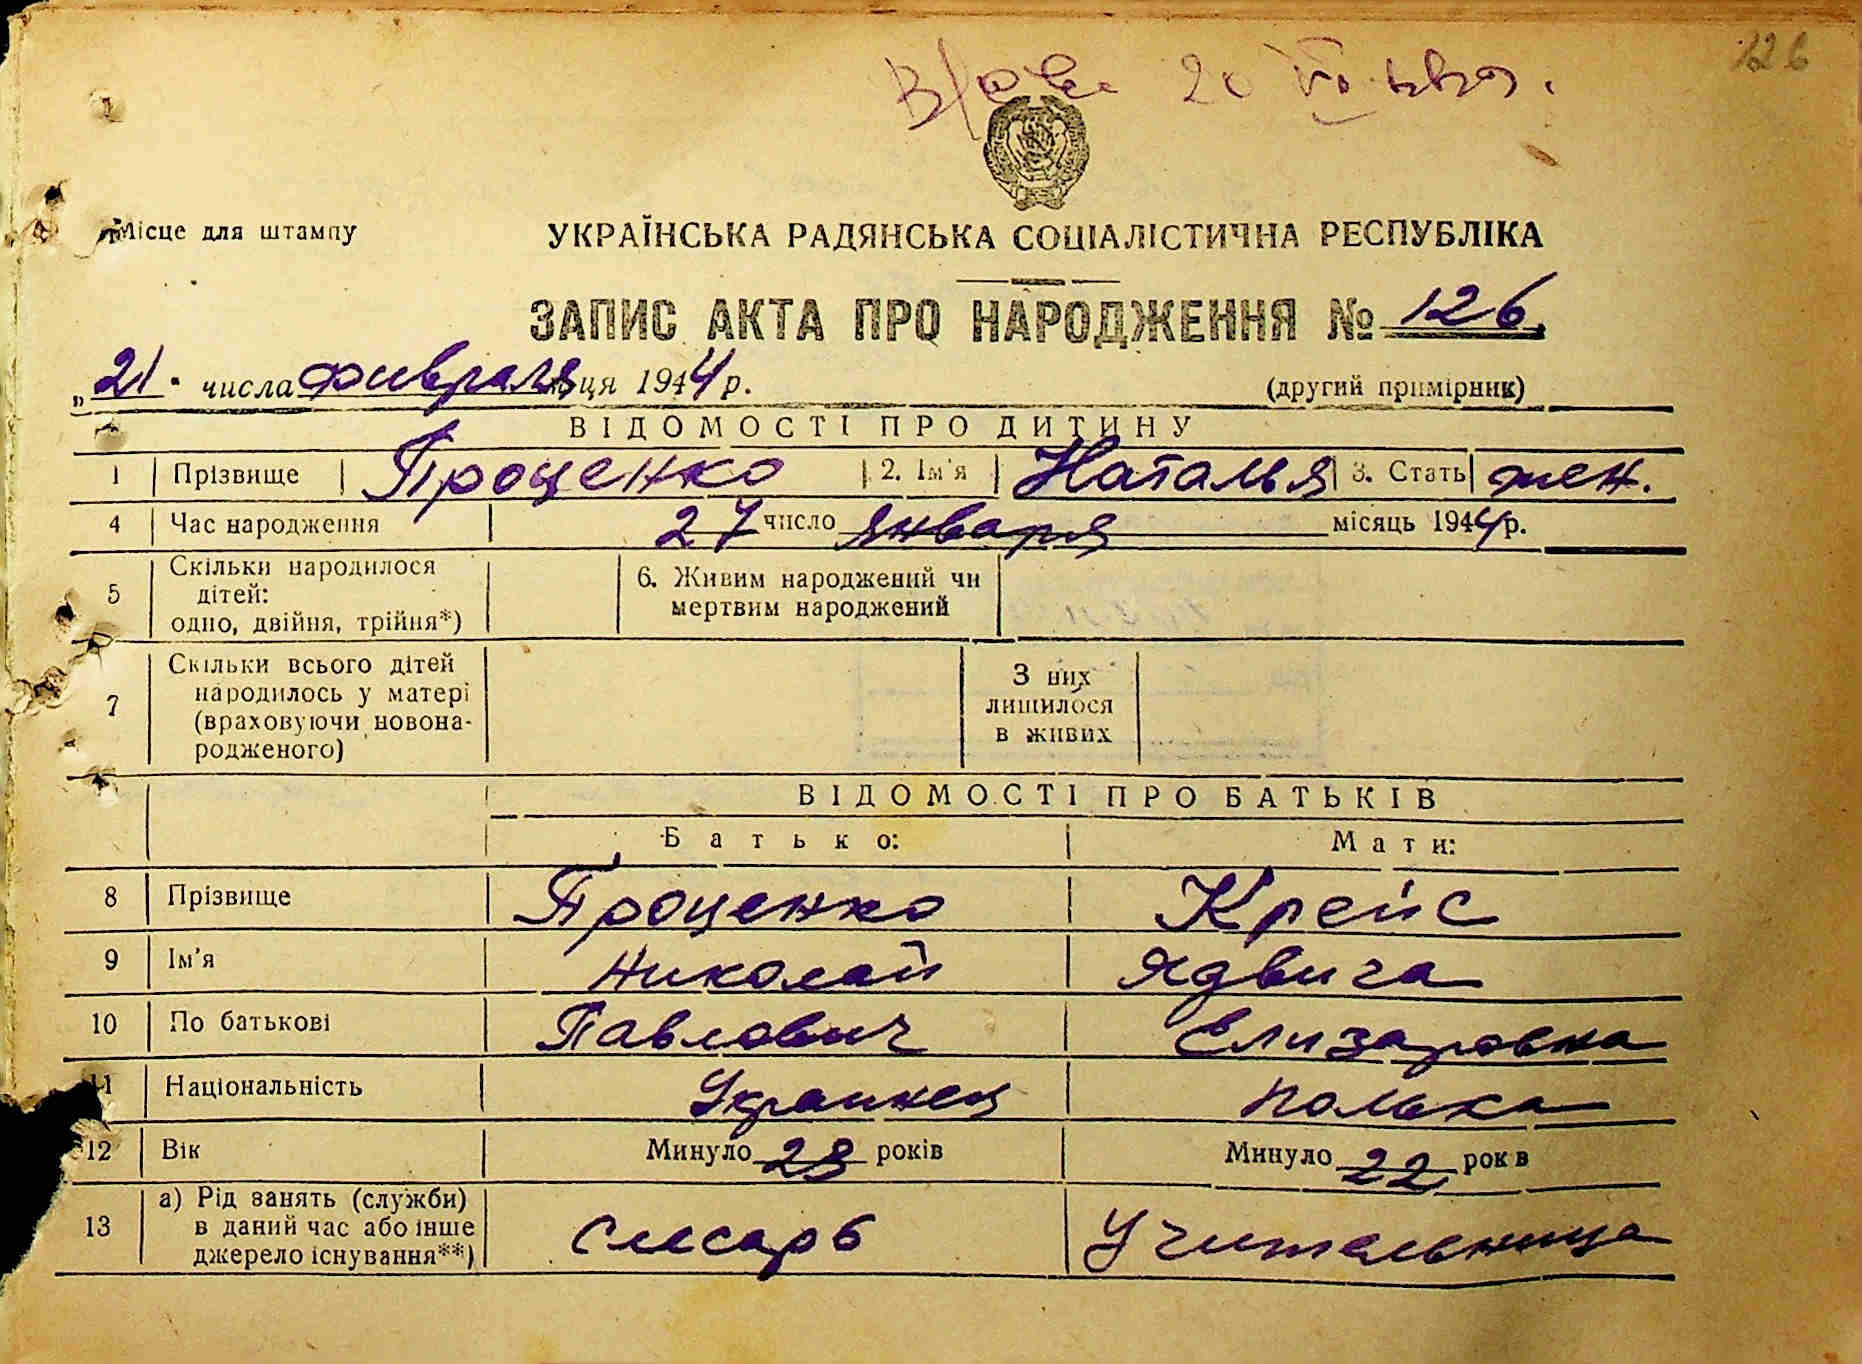 126
20
Місце для штампу
УКРАЇНСЬКА РАДЯНСЬКА СОЦІАЛІСТИЧНА РЕСПУБЛІКА
ЗАПИС АКТА ПРО НАРОДЖЕННЯ № 126
„21" числа февраля ця 1944 р. (другий примірник)
ВІДОМОСТІ ПРО ДИТИНУ
1 Прізвище Проценко 2. Ім'я Наталья 3. Стать жен.
4 Час народження 27 число января місяць 1944 р.
5 Скільки народилося
дітей:
одно, двійня, трійня*)
6. Живим народжений чи
мертвим народжений
7 Скільки всього дітей
народилось у матері
(враховуючи новона-
родженого)
З них
лишилося
в живих
ВІДОМОСТІ ПРО БАТЬКІВ
Батько: Мати:
8 Прізвище Проценко Крейс
9 Ім'я Николай Ядвига
10 По батькові Павлович Елизаровна
11 Національність Украинец Полька
12 Вік Минуло 23 років Минуло 22 років
13 а) Рід занять (служби)
в даний час або інше
джерело існування**)
слесарь Учительница